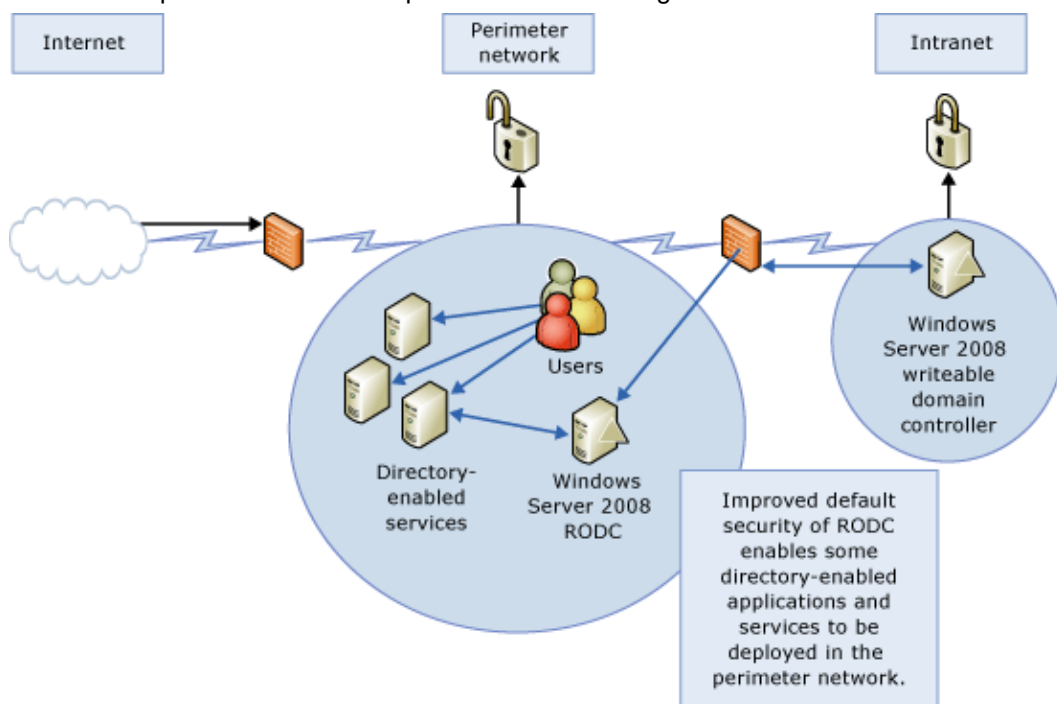 Internet
Perimeter
network
Intranet
Users
Directory-
enabled
services
Windows
Server 2008
RODC
Windows
Server 2008
writeable
domain
controller
Improved default
security of RODC
enables some
directory-enabled
applications and
services to be
deployed in the
perimeter network.